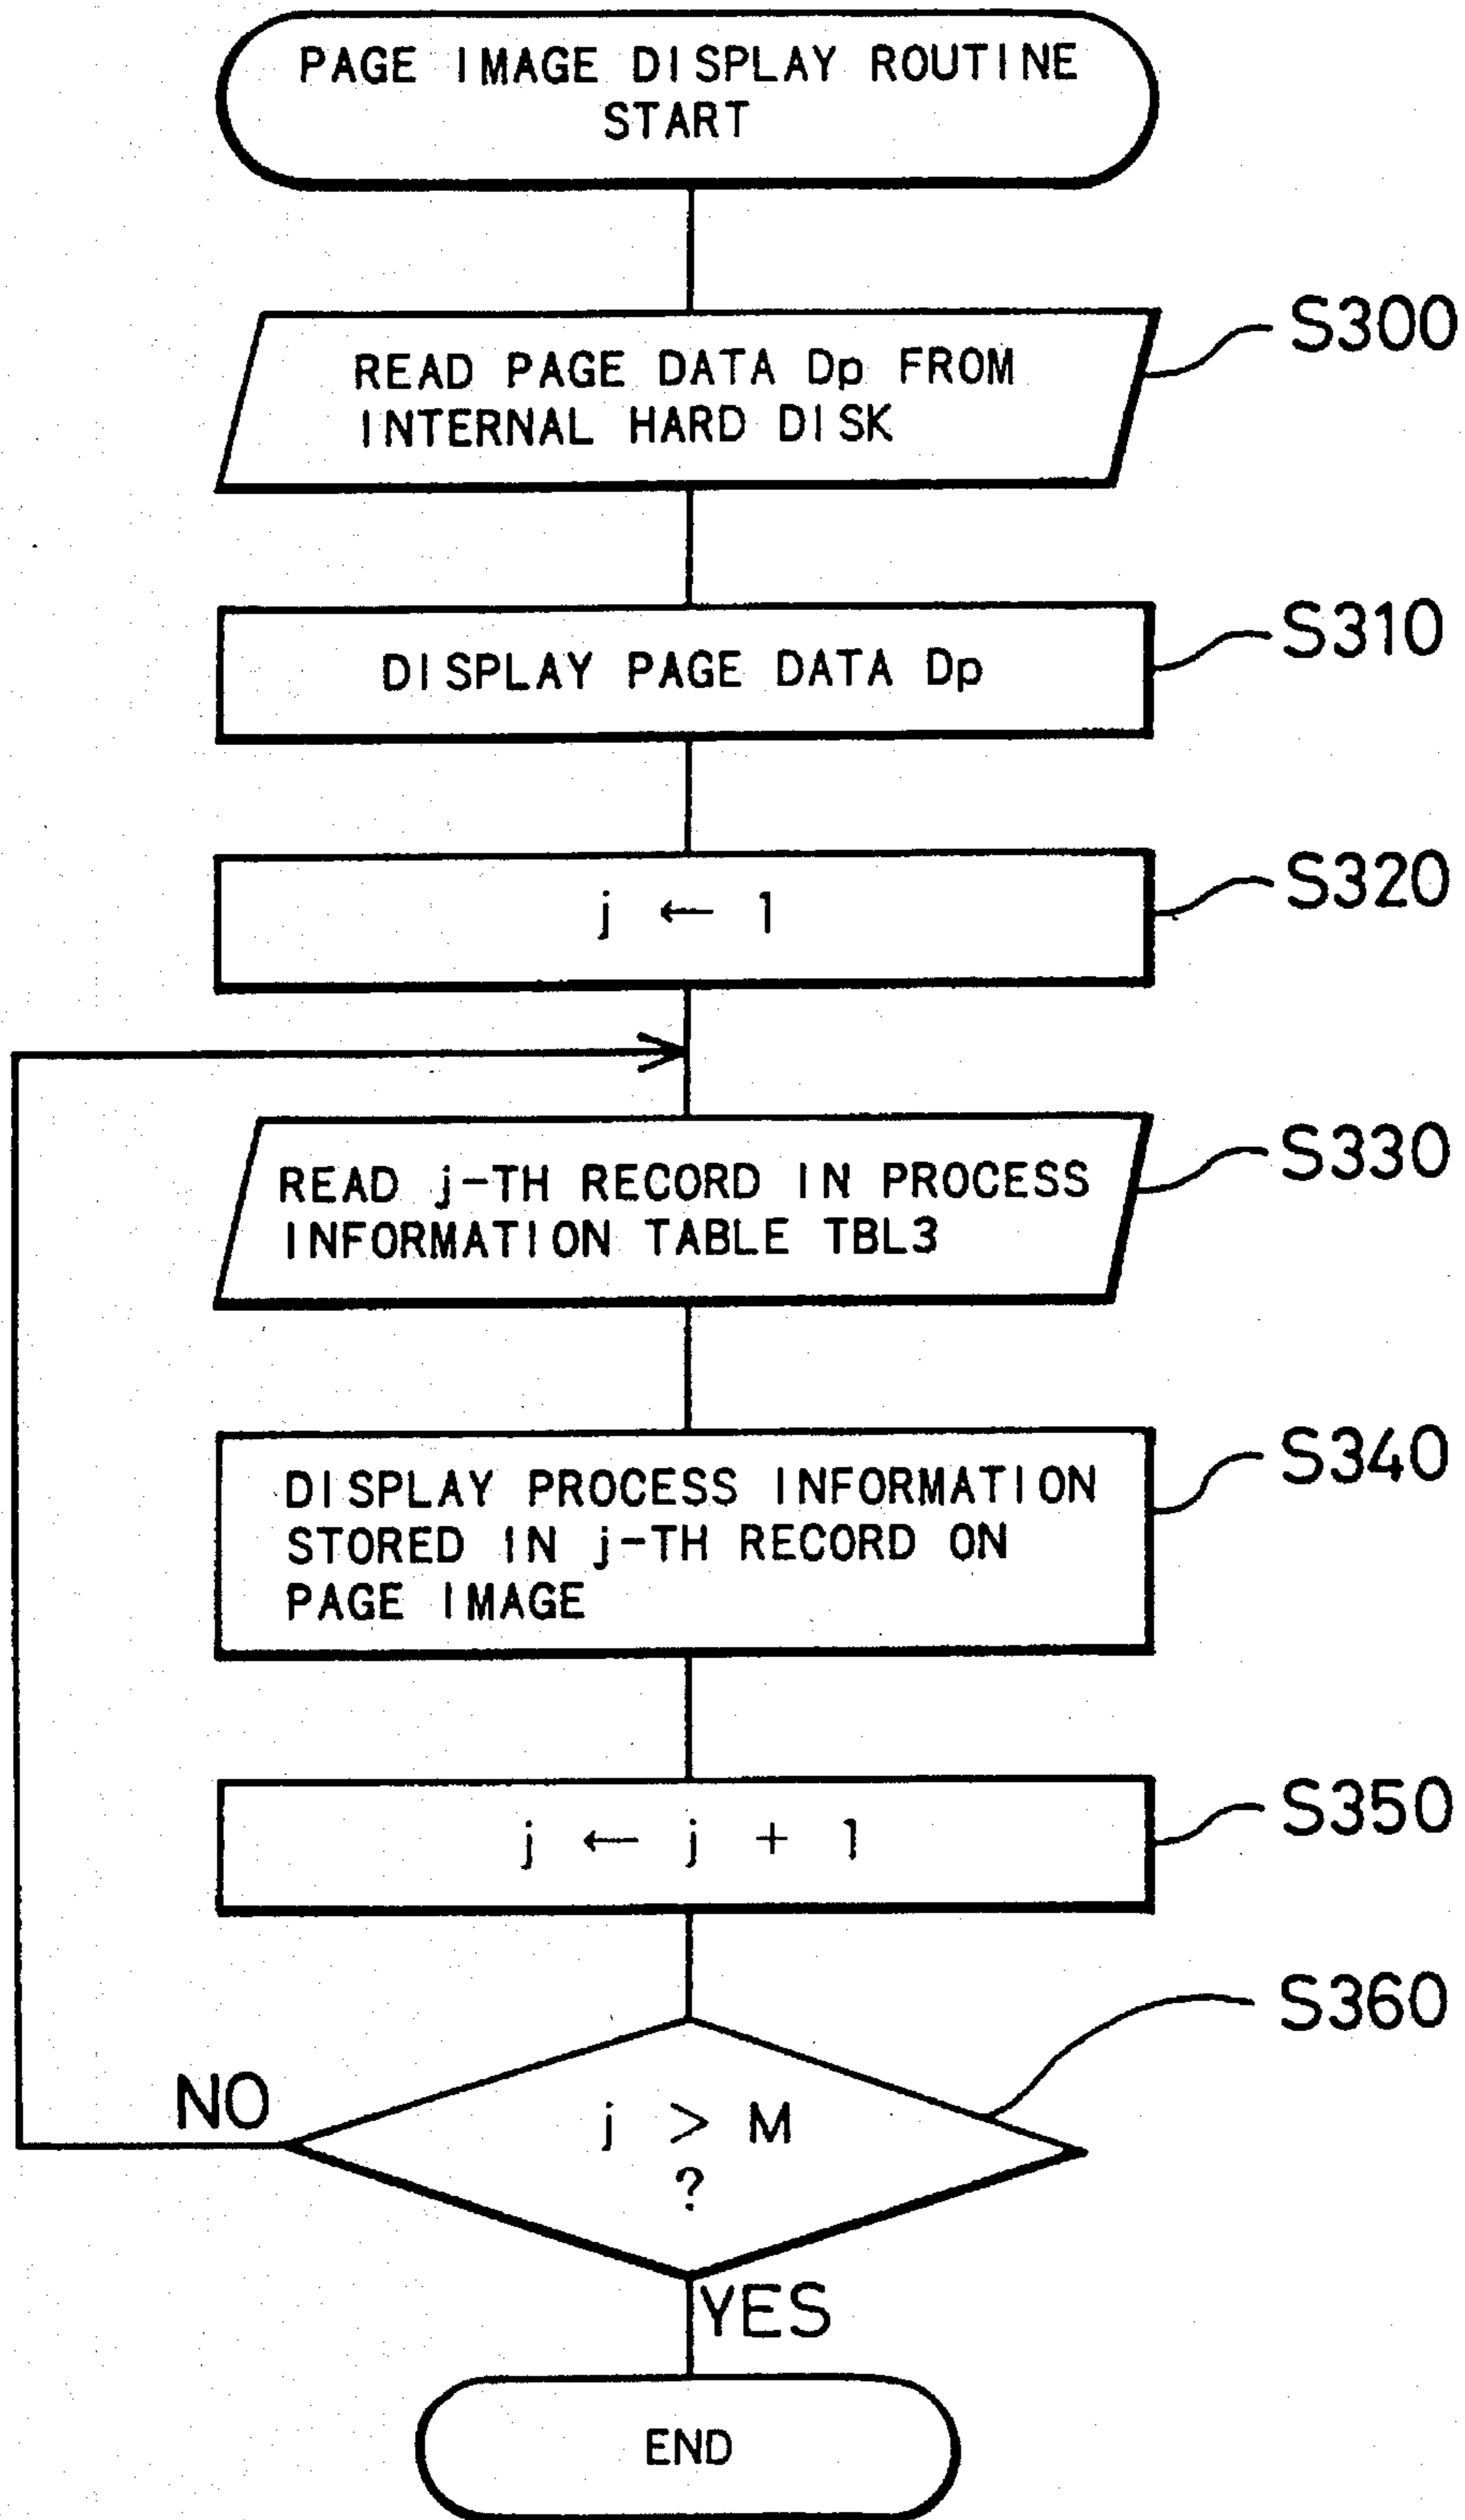 PAGE IMAGE DISPLAY ROUTINE
START
S300
READ PAGE DATA Dp FROM
INTERNAL HARD DISK
S310
DISPLAY PAGE DATA Dp
S320
j ← 1
S330
READ j-TH RECORD IN PROCESS
INFORMATION TABLE TBL3
S340
DISPLAY PROCESS INFORMATION
STORED IN j-TH RECORD ON
PAGE IMAGE
S350
j ← j + 1
S360
NO
j > M
?
YES
END